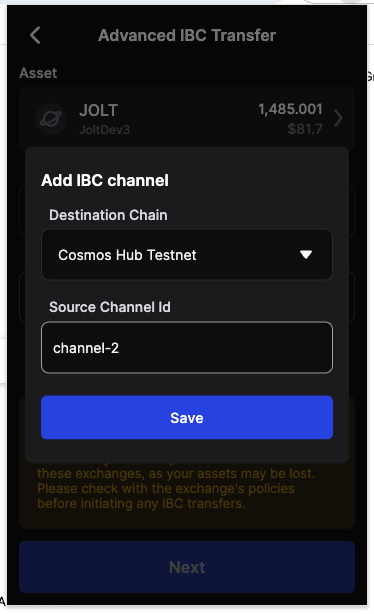 Advanced IBC Transfer
Asset
JOLT
1,485.001
JoltDev3
$81.7
Add IBC channel
Destination Chain
Cosmos Hub Testnet
Source Channel Id
channel-2
Save
these exchanges, as your assets may be lost.
Please check with the exchange's policies
before initiating any IBC transfers.
Next